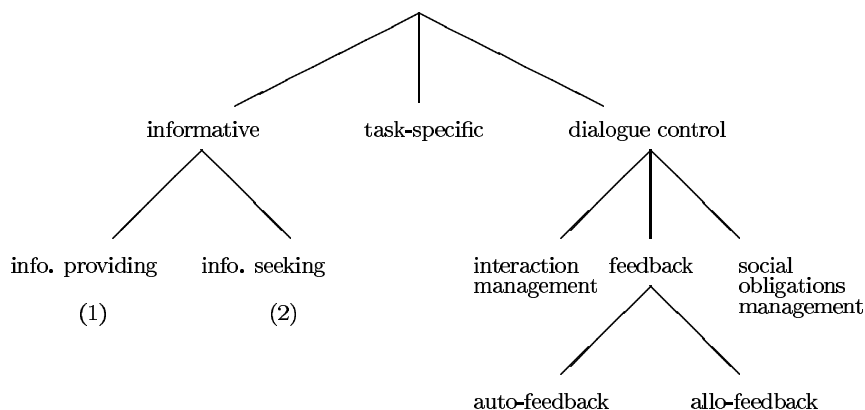 informative task-specific dialogue control
info. providing info. seeking interaction feedback social
management obligations
(1) (2) management
auto-feedback allo-feedback